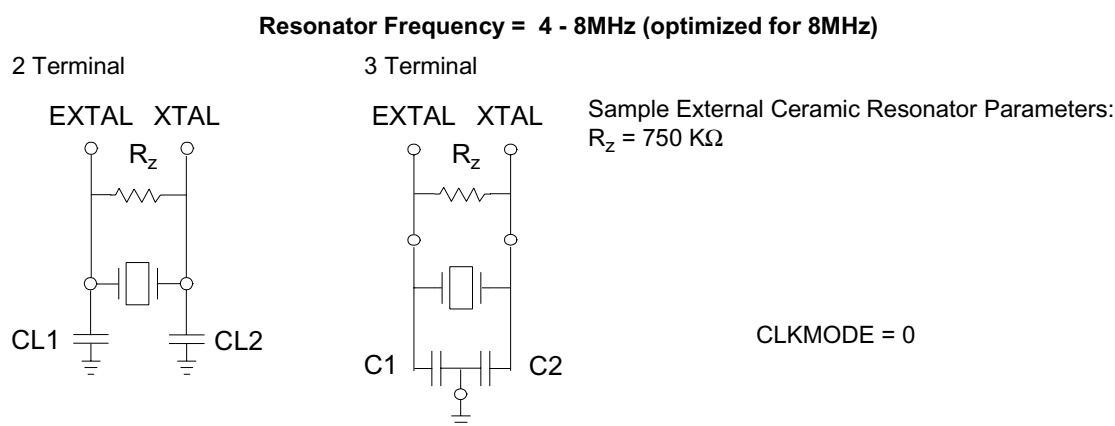 Resonator Frequency = 4 - 8MHz (optimized for 8MHz)
2 Terminal
3 Terminal
EXTAL XTAL
EXTAL XTAL
Sample External Ceramic Resonator Parameters:
Rz = 750 KΩ
Rz
Rz
CL1
CL2
CLKMODE = 0
C1
C2